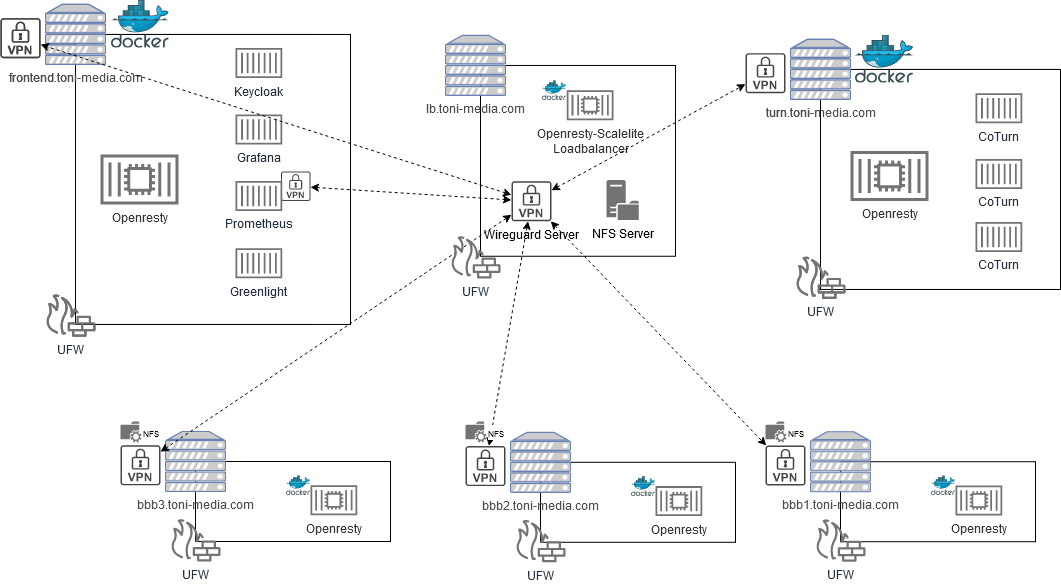 VPN
docker
frontend.toni-media.com
Keycloak
Grafana
Openresty
VPN
Prometheus
Greenlight
UFW
lb.toni-media.com
docker
Openresty-Scalelite
Loadbalancer
VPN
Wireguard Server
NFS Server
UFW
VPN
docker
turn.toni-media.com
CoTurn
Openresty
CoTurn
CoTurn
UFW
NFS
VPN
bbb3.toni-media.com
docker
Openresty
UFW
NFS
VPN
bbb2.toni-media.com
docker
Openresty
UFW
NFS
VPN
bbb1.toni-media.com
docker
Openresty
UFW